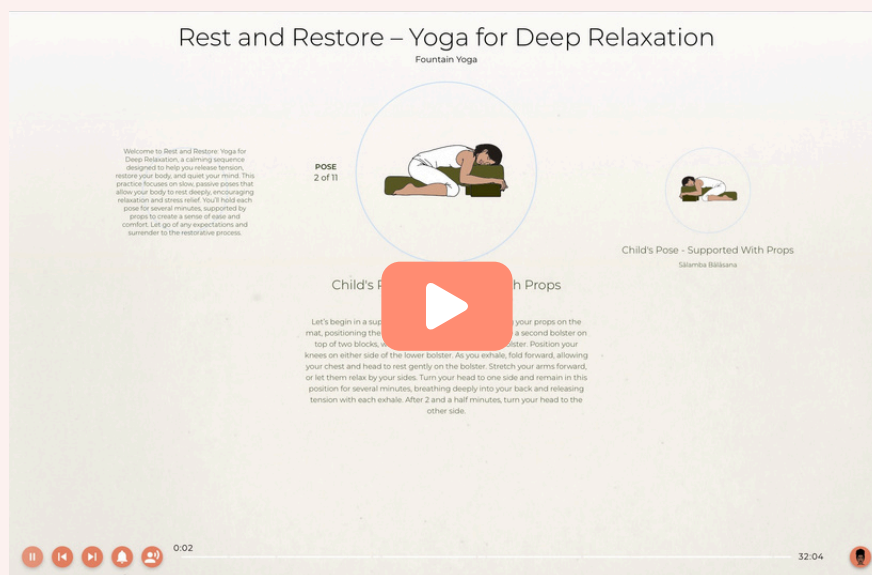 Rest and Restore – Yoga for Deep Relaxation
Fountain Yoga
Welcome to Rest and Restore: Yoga for
Deep Relaxation, a calming sequence
designed to help you release tension,
restore your body, and quiet your mind. This
practice focuses on slow, passive poses that
allow your body to rest deeply, encouraging
relaxation and stress relief. You'll hold each
pose for several minutes, supported by
props to create a sense of ease and
comfort. Let go of any expectations and
surrender to the restorative process.
POSE
2 of 11
Child's Props
Let's begin in a your props on the
mat, positioning the a second bolster on
top of two blocks, Position your
knees on either side of the lower bolster. As you exhale, fold forward, allowing
your chest and head to rest gently on the bolster. Stretch your arms forward,
or let them relax by your sides. Turn your head to one side and remain in this
position for several minutes, breathing deeply into your back and releasing
tension with each exhale. After 2 and a half minutes, turn your head to the
other side.
Child's Pose - Supported With Props
Sālamba Bālāsana
0:02
32:04